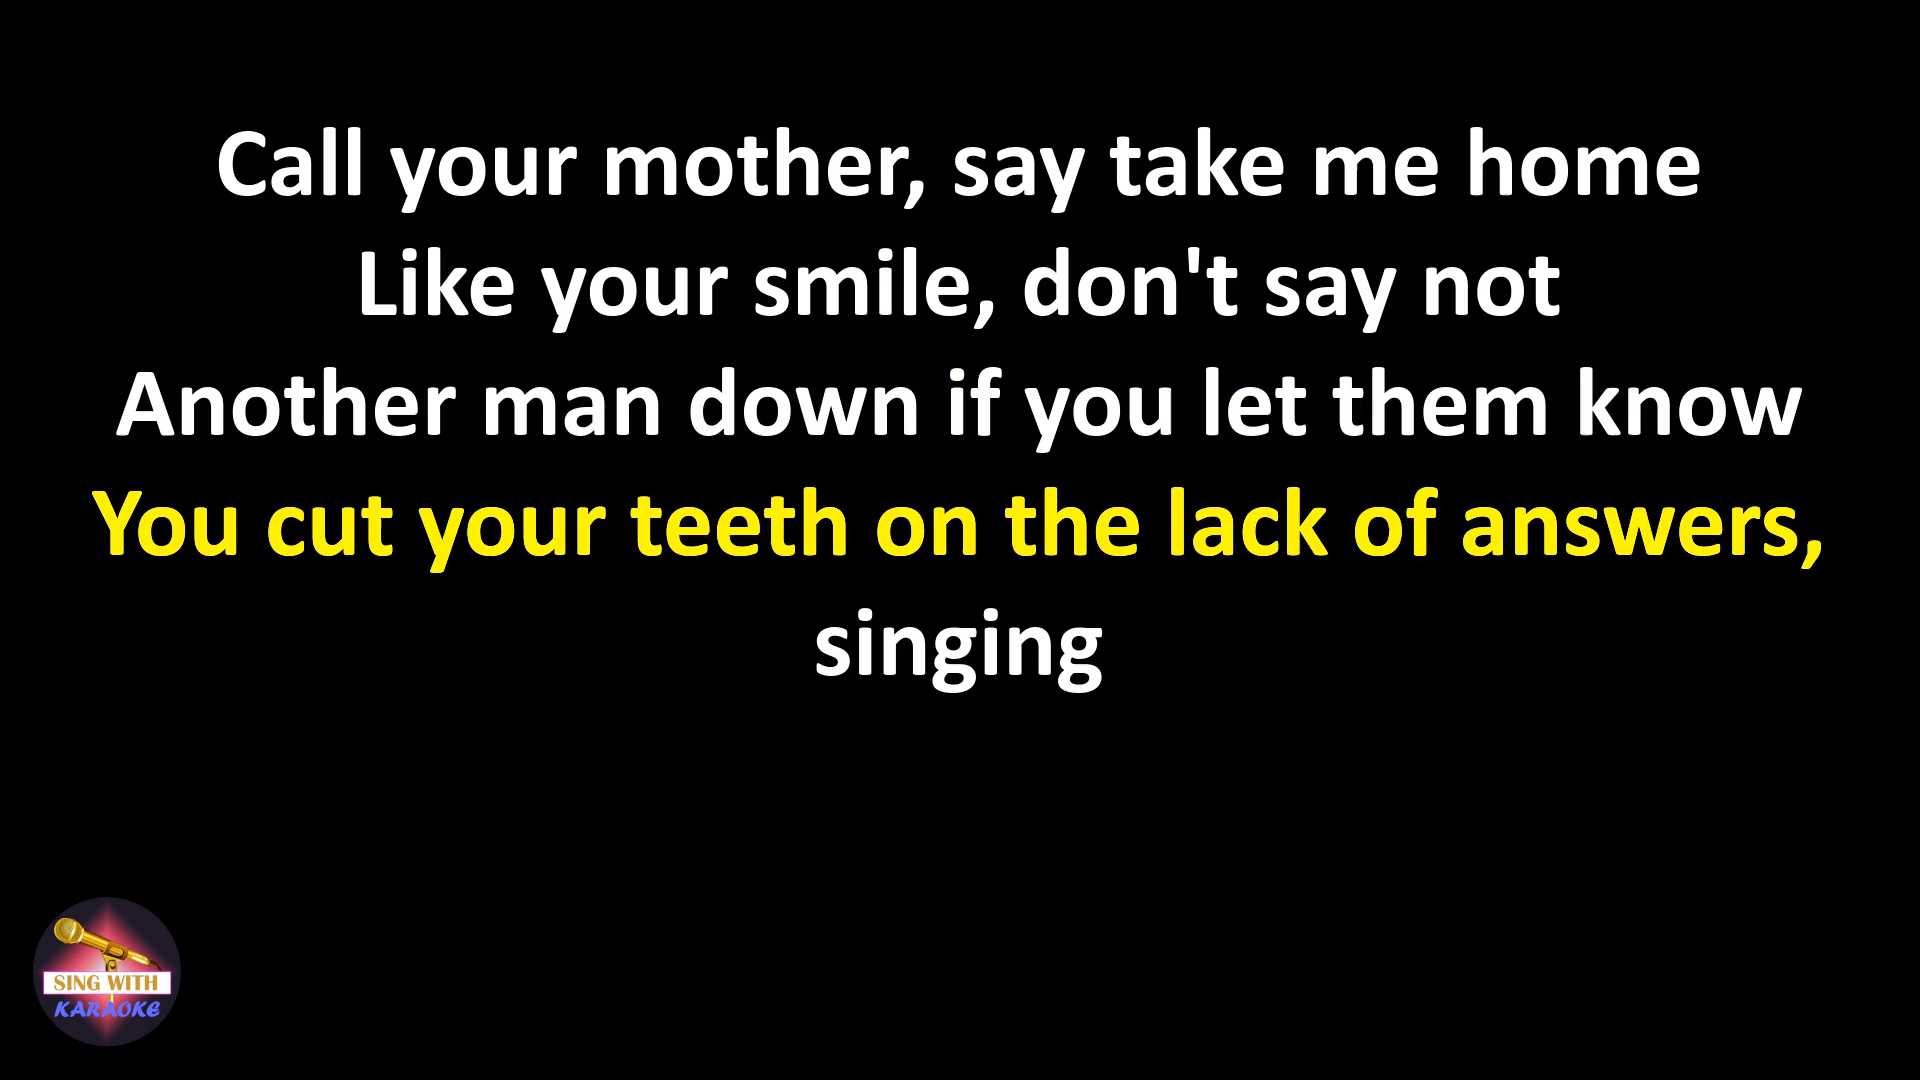 Call your mother, say take me home
Like your smile, don't say not
Another man down if you let them know
You cut your teeth on the lack of answers,
singing
SING WITH
KARAOKE